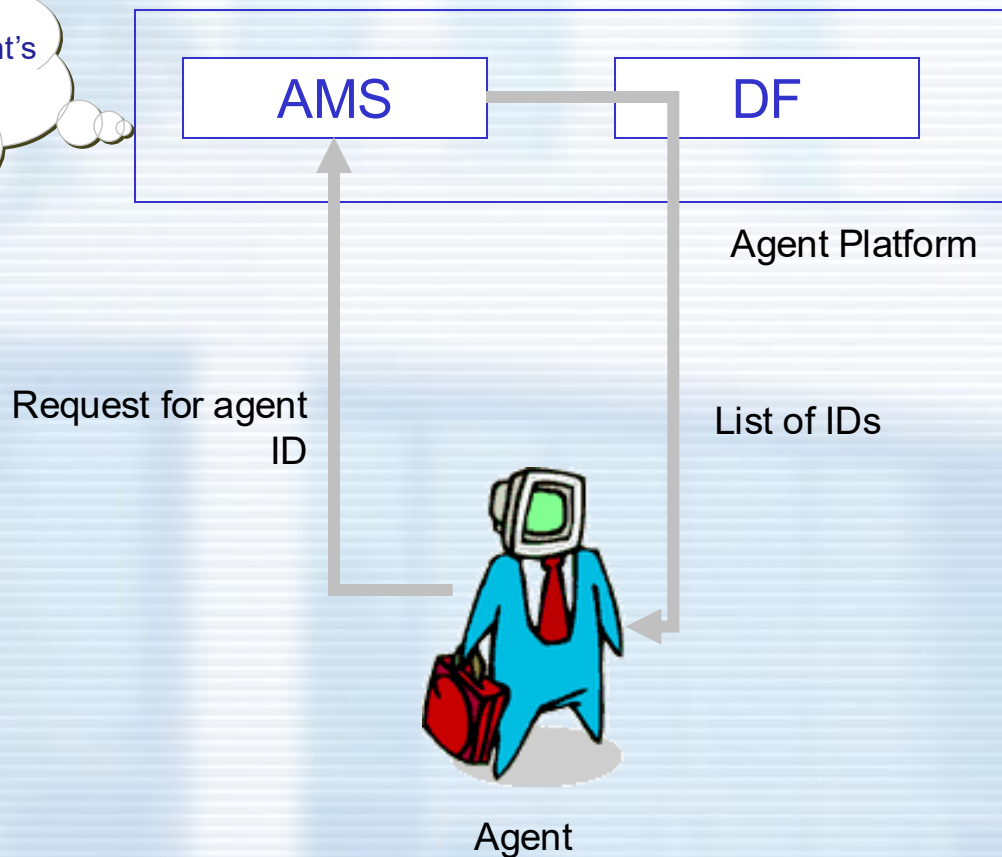 AMS
DF
Agent Platform
Request for agent
ID
List of IDs
Agent